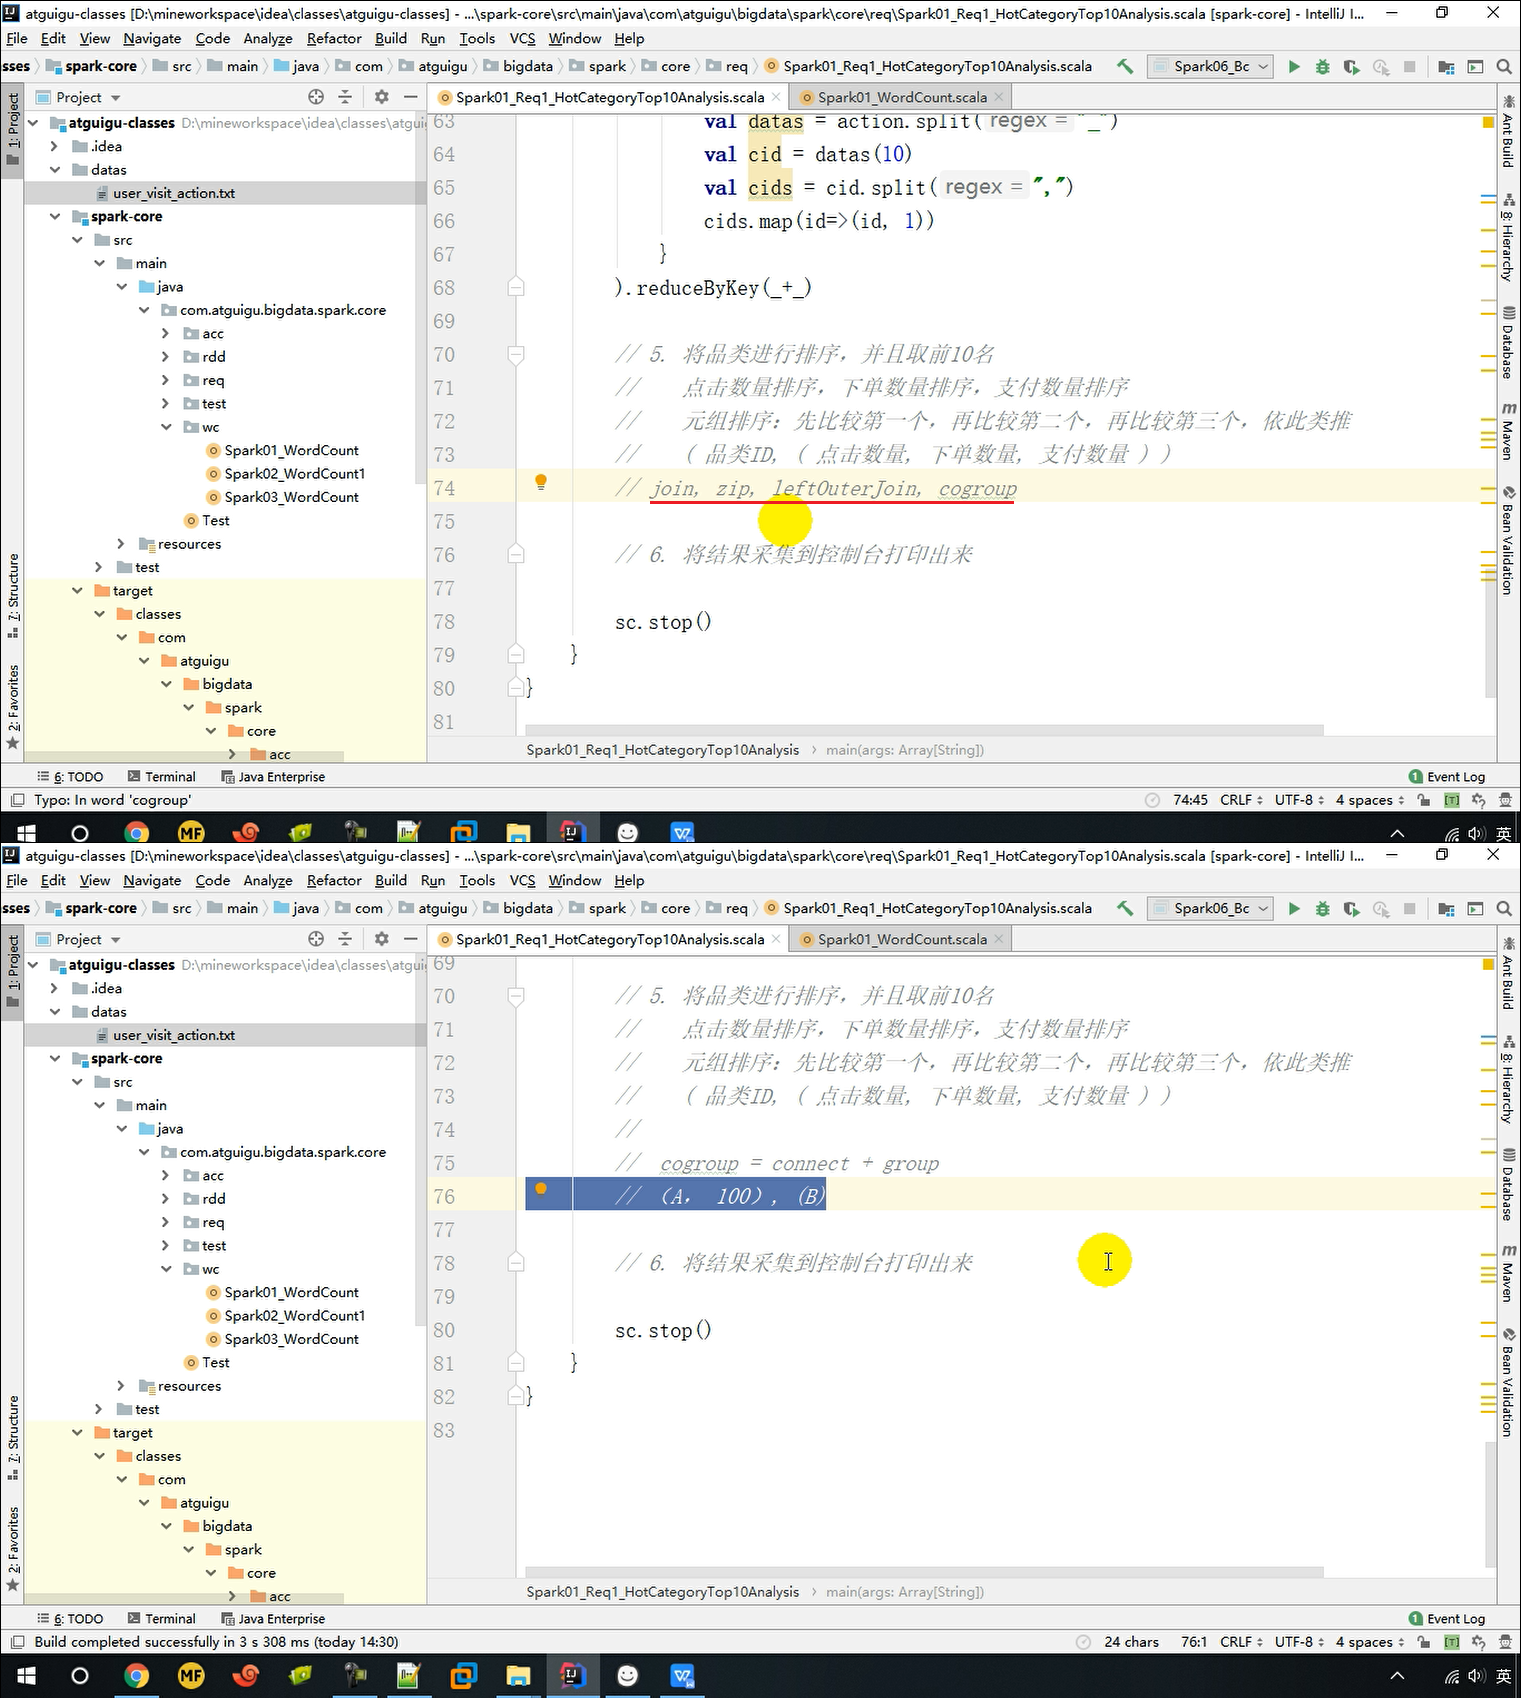 atguigu-classes [D:\mineworkspace\idea\classes\atguigu-classes] - ...\spark-core\src\main\java\com\atguigu\bigdata\spark\core\req\Spark01_Req1_HotCategoryTop10Analysis.scala [spark-core] - IntelliJ I...
File Edit View Navigate Code Analyze Refactor Build Run Tools VCS Window Help
sses spark-core src main java com atguigu bigdata spark core req Spark01_Req1_HotCategoryTop10Analysis.scala Spark06_Bc
Project Spark01_Req1_HotCategoryTop10Analysis.scala Spark01_WordCount.scala
atguigu-classes D:\mineworkspace\idea\classes\atgui
.idea
datas
user_visit_action.txt
spark-core
src
main
java
com.atguigu.bigdata.spark.core
acc
rdd
req
test
wc
Spark01_WordCount
Spark02_WordCount1
Spark03_WordCount
Test
resources
test
target
classes
com
atguigu
bigdata
spark
core
acc
1: Project
7: Structure
2: Favorites
63 val datas = action.split( regex = "_")
64 val cid = datas(10)
65 val cids = cid.split( regex = ",")
66 cids.map(id=>(id, 1))
67 }
68 ).reduceByKey(_+_)
69
70 // 5. 将品类进行排序，并且取前10名
71 // 点击数量排序，下单数量排序，支付数量排序
72 // 元组排序：先比较第一个，再比较第二个，再比较第三个，依此类推
73 // ( 品类ID, ( 点击数量, 下单数量, 支付数量 ) )
74 // join, zip, leftOuterJoin, cogroup
75
76 // 6. 将结果采集到控制台打印出来
77
78 sc.stop()
79 }
80 }
81
Ant Build
8: Hierarchy
Database
Maven
Bean Validation
Spark01_Req1_HotCategoryTop10Analysis › main(args: Array[String])
6: TODO Terminal Java Enterprise 1 Event Log
Typo: In word 'cogroup' 74:45 CRLF UTF-8 4 spaces
MF 英
atguigu-classes [D:\mineworkspace\idea\classes\atguigu-classes] - ...\spark-core\src\main\java\com\atguigu\bigdata\spark\core\req\Spark01_Req1_HotCategoryTop10Analysis.scala [spark-core] - IntelliJ I...
File Edit View Navigate Code Analyze Refactor Build Run Tools VCS Window Help
sses spark-core src main java com atguigu bigdata spark core req Spark01_Req1_HotCategoryTop10Analysis.scala Spark06_Bc
Project Spark01_Req1_HotCategoryTop10Analysis.scala Spark01_WordCount.scala
atguigu-classes D:\mineworkspace\idea\classes\atgui
.idea
datas
user_visit_action.txt
spark-core
src
main
java
com.atguigu.bigdata.spark.core
acc
rdd
req
test
wc
Spark01_WordCount
Spark02_WordCount1
Spark03_WordCount
Test
resources
test
target
classes
com
atguigu
bigdata
spark
core
acc
1: Project
7: Structure
2: Favorites
69
70 // 5. 将品类进行排序，并且取前10名
71 // 点击数量排序，下单数量排序，支付数量排序
72 // 元组排序：先比较第一个，再比较第二个，再比较第三个，依此类推
73 // ( 品类ID, ( 点击数量, 下单数量, 支付数量 ) )
74 //
75 // cogroup = connect + group
76 // （A， 100）, (B)
77
78 // 6. 将结果采集到控制台打印出来
79
80 sc.stop()
81 }
82 }
83
Ant Build
8: Hierarchy
Database
Maven
Bean Validation
Spark01_Req1_HotCategoryTop10Analysis › main(args: Array[String])
6: TODO Terminal Java Enterprise 1 Event Log
Build completed successfully in 3 s 308 ms (today 14:30) 24 chars 76:1 CRLF UTF-8 4 spaces
MF 英